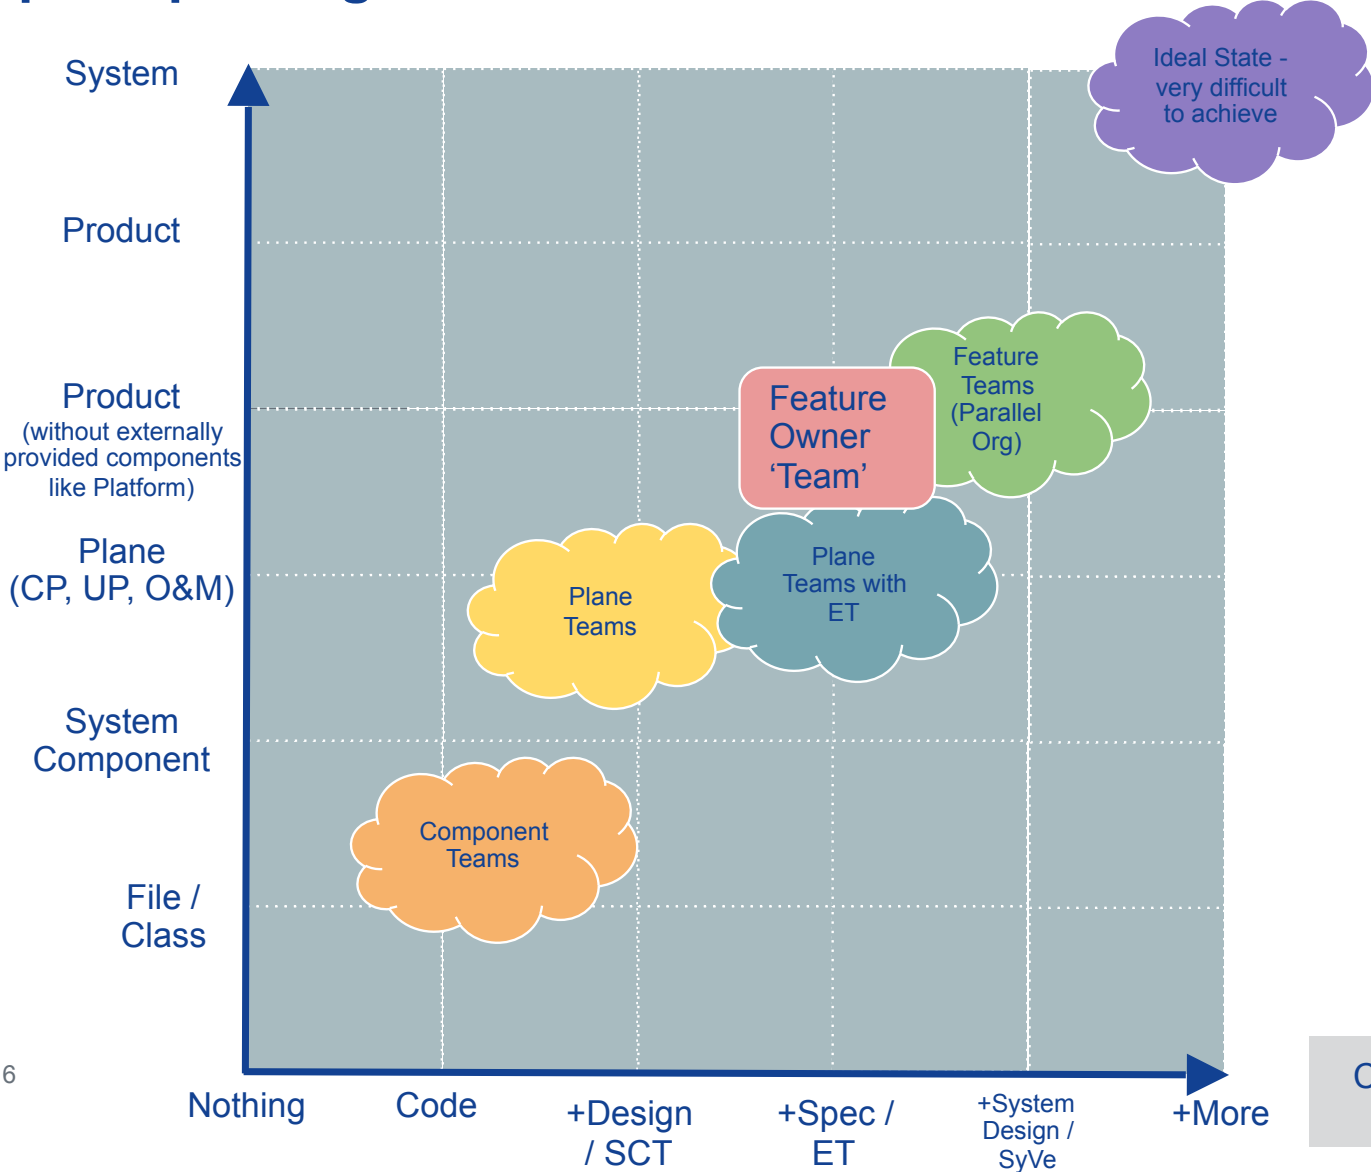 System
Ideal State -
very difficult
to achieve
Product
Product
(without externally
provided components
like Platform)
Feature
Teams
(Parallel
Org)
Feature
Owner
‘Team’
Plane
(CP, UP, O&M)
Plane
Teams
Plane
Teams with
ET
System
Component
Component
Teams
File /
Class
6
Nothing
Code
+Design
/ SCT
+Spec /
ET
+System
Design /
SyVe
+More